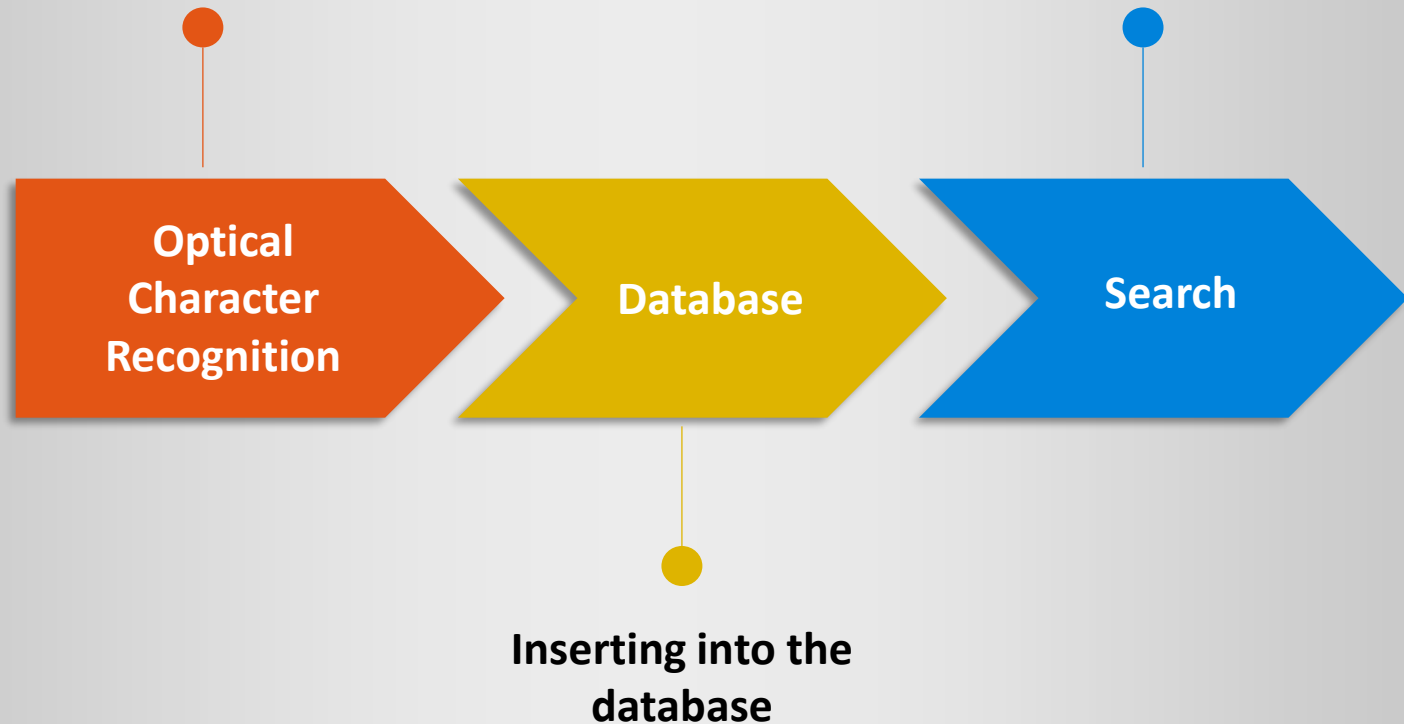 Optical
Character
Recognition
Database
Search
Inserting into the
database